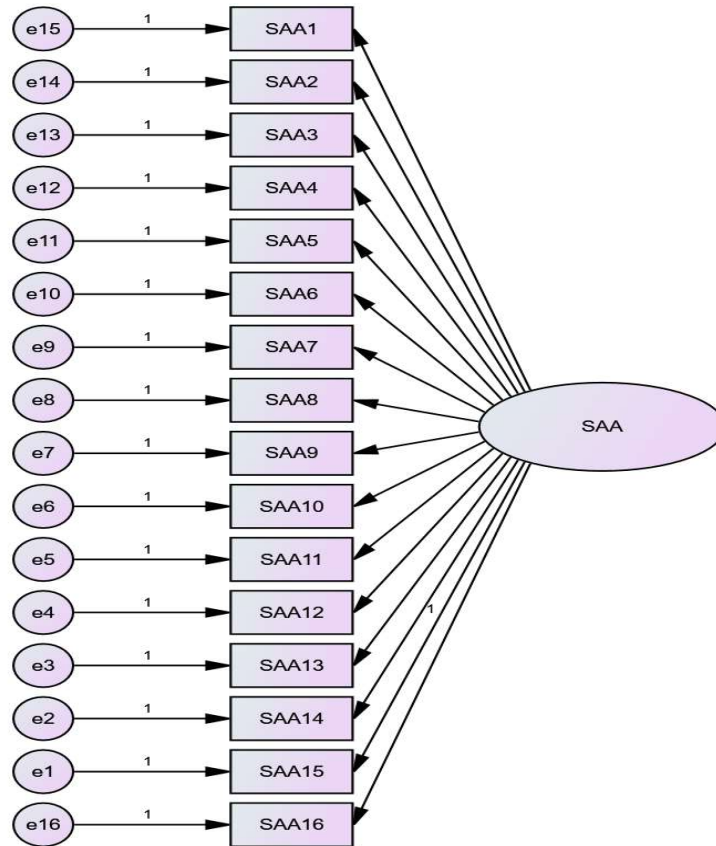 e15 1 SAA1
e14 1 SAA2
e13 1 SAA3
e12 1 SAA4
e11 1 SAA5
e10 1 SAA6
e9 1 SAA7
e8 1 SAA8
SAA
e7 1 SAA9
e6 1 SAA10
e5 1 SAA11
e4 1 SAA12
1
e3 1 SAA13
e2 1 SAA14
e1 1 SAA15
e16 1 SAA16